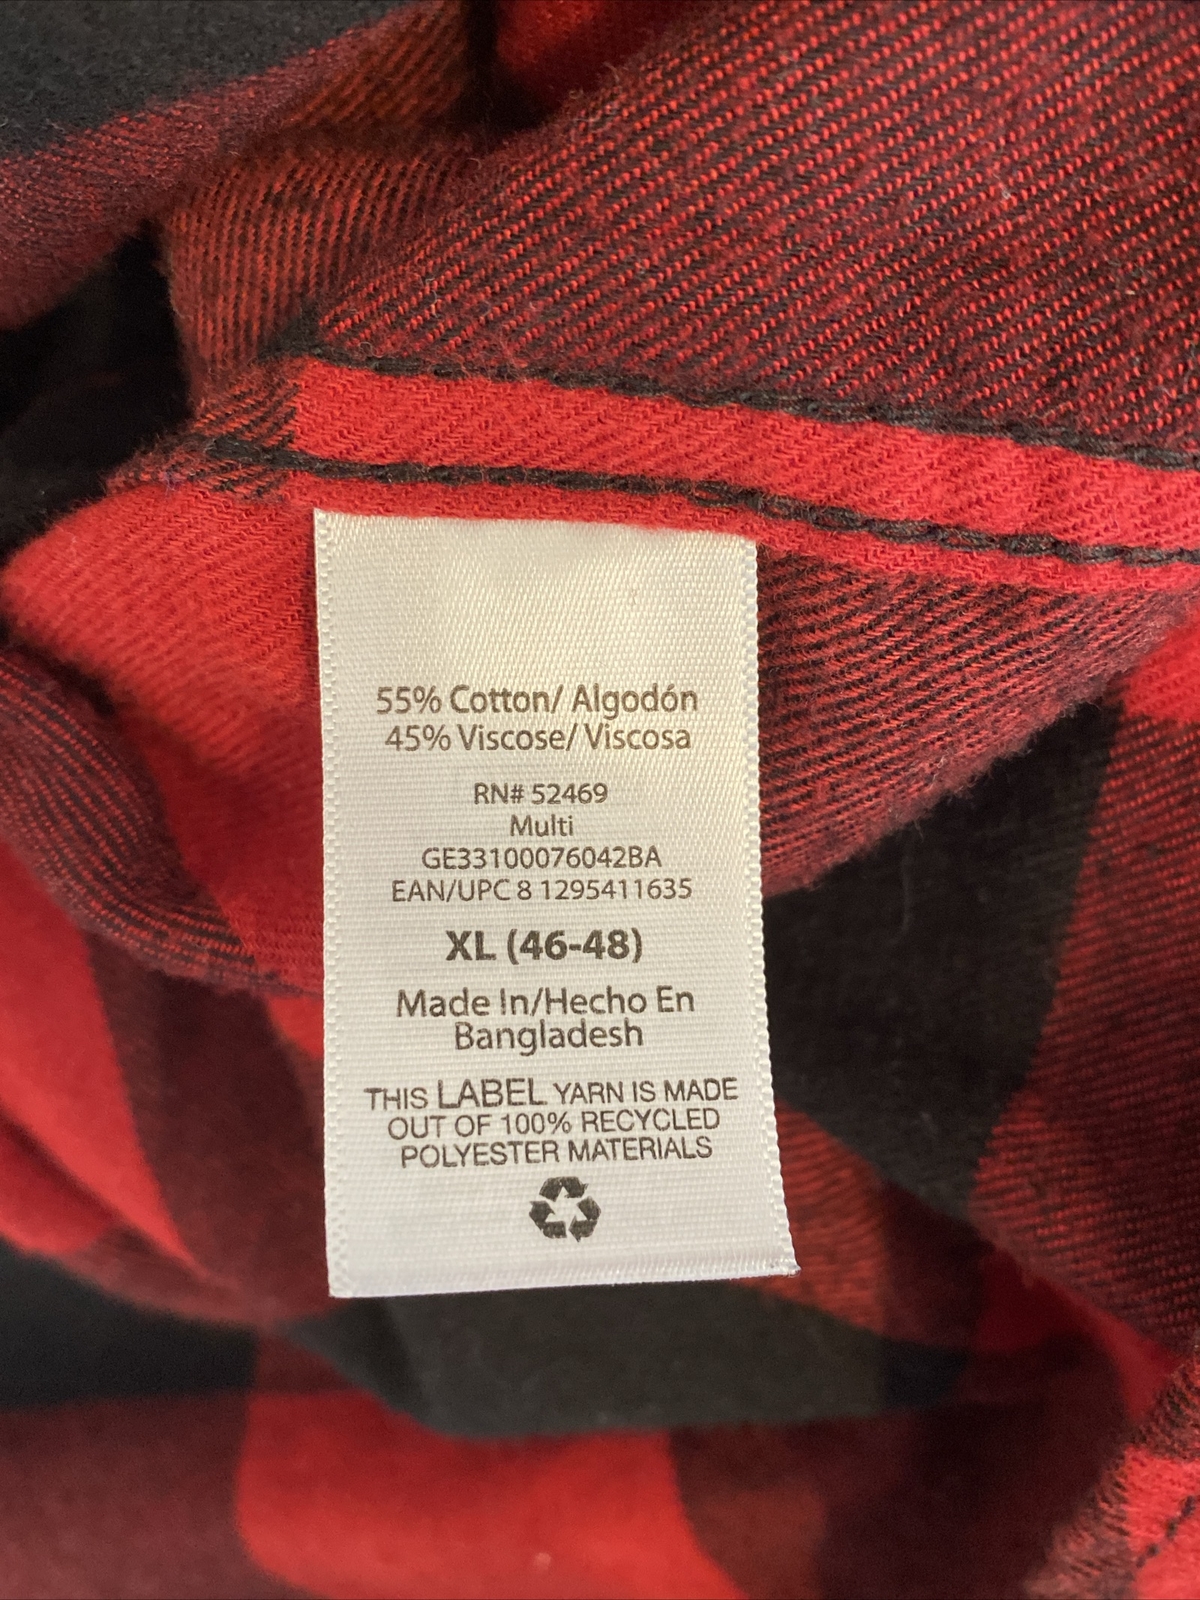 55% Cotton/ Algodón
45% Viscose/ Viscosa
RN# 52469
Multi
GE33100076042BA
EAN/UPC 8 1295411635
XL (46-48)
Made In/Hecho En
Bangladesh
THIS LABEL YARN IS MADE
OUT OF 100% RECYCLED
POLYESTER MATERIALS